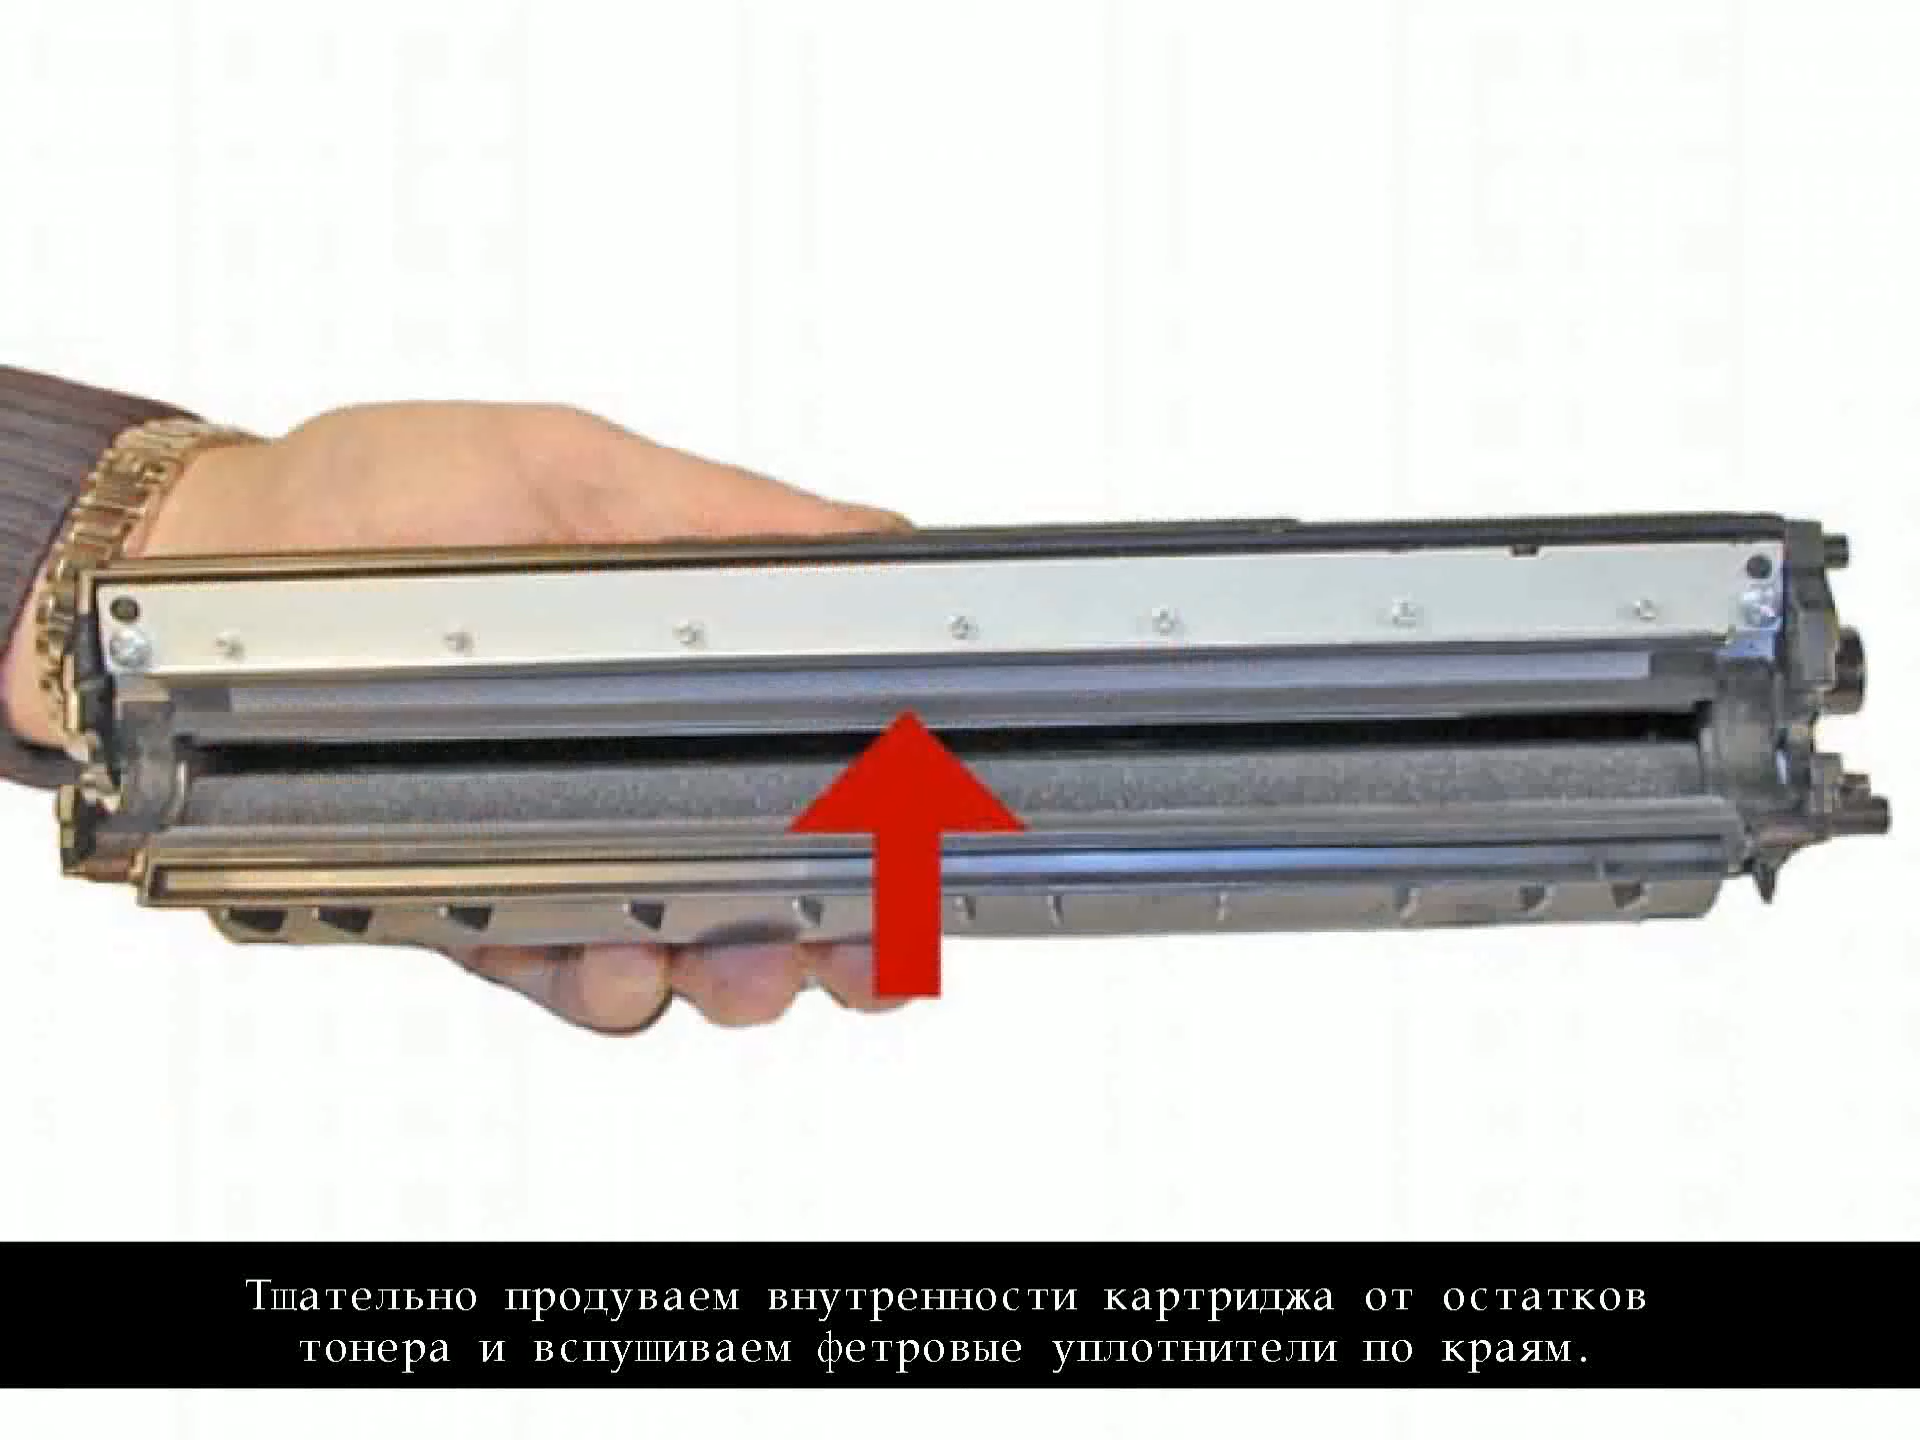 Тщательно продуваем внутренности картриджа от остатков
тонера и вспушиваем фетровые уплотнители по краям.